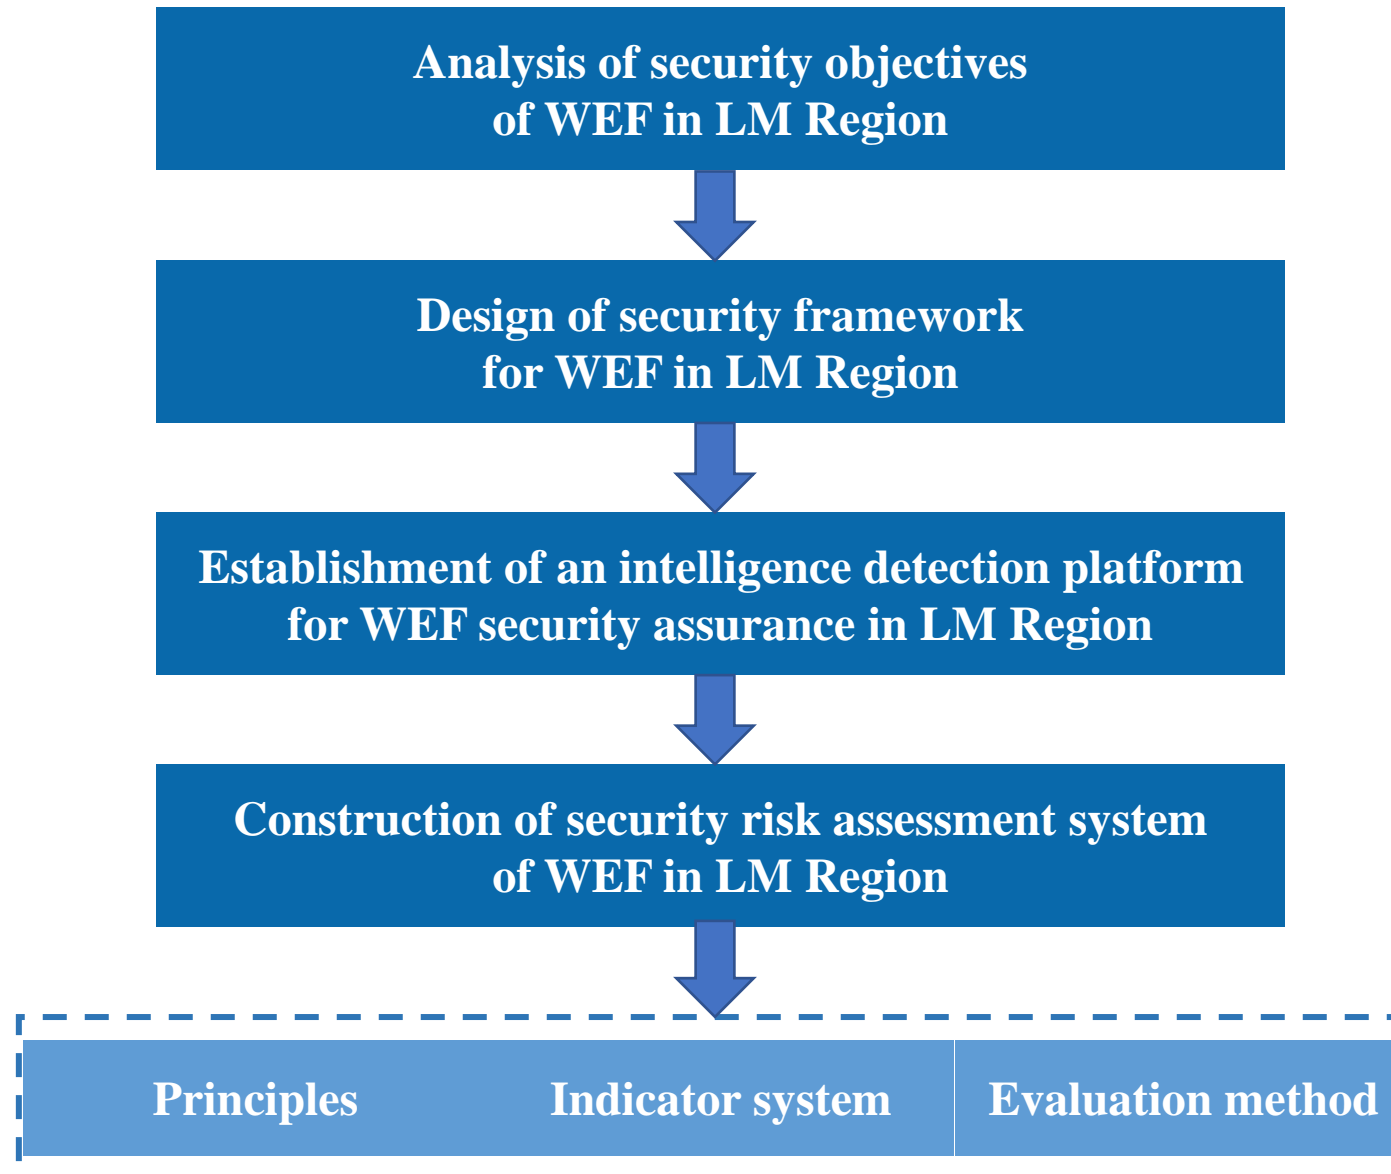 Analysis of security objectives
of WEF in LM Region
Design of security framework
for WEF in LM Region
Establishment of an intelligence detection platform
for WEF security assurance in LM Region
Construction of security risk assessment system
of WEF in LM Region
Principles Indicator system Evaluation method